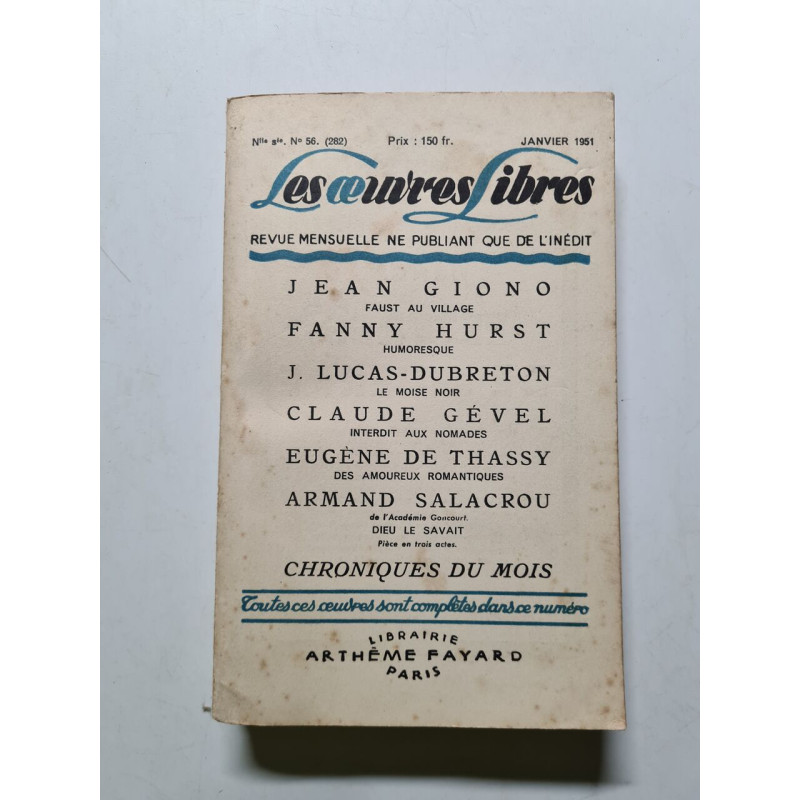 Nlle sie. No 56. (282) Prix : 150 fr. JANVIER 1951
Les œuvres Libres
REVUE MENSUELLE NE PUBLIANT QUE DE L'INÉDIT
JEAN GIONO
FAUST AU VILLAGE
FANNY HURST
HUMORESQUE
J. LUCAS-DUBRETON
LE MOISE NOIR
CLAUDE GÉVEL
INTERDIT AUX NOMADES
EUGÈNE DE THASSY
DES AMOUREUX ROMANTIQUES
ARMAND SALACROU
de l'Académie Goncourt.
DIEU LE SAVAIT
Pièce en trois actes.
CHRONIQUES DU MOIS
Toutes ces œuvres sont complètes dans ce numéro
LIBRAIRIE
ARTHÈME FAYARD
PARIS